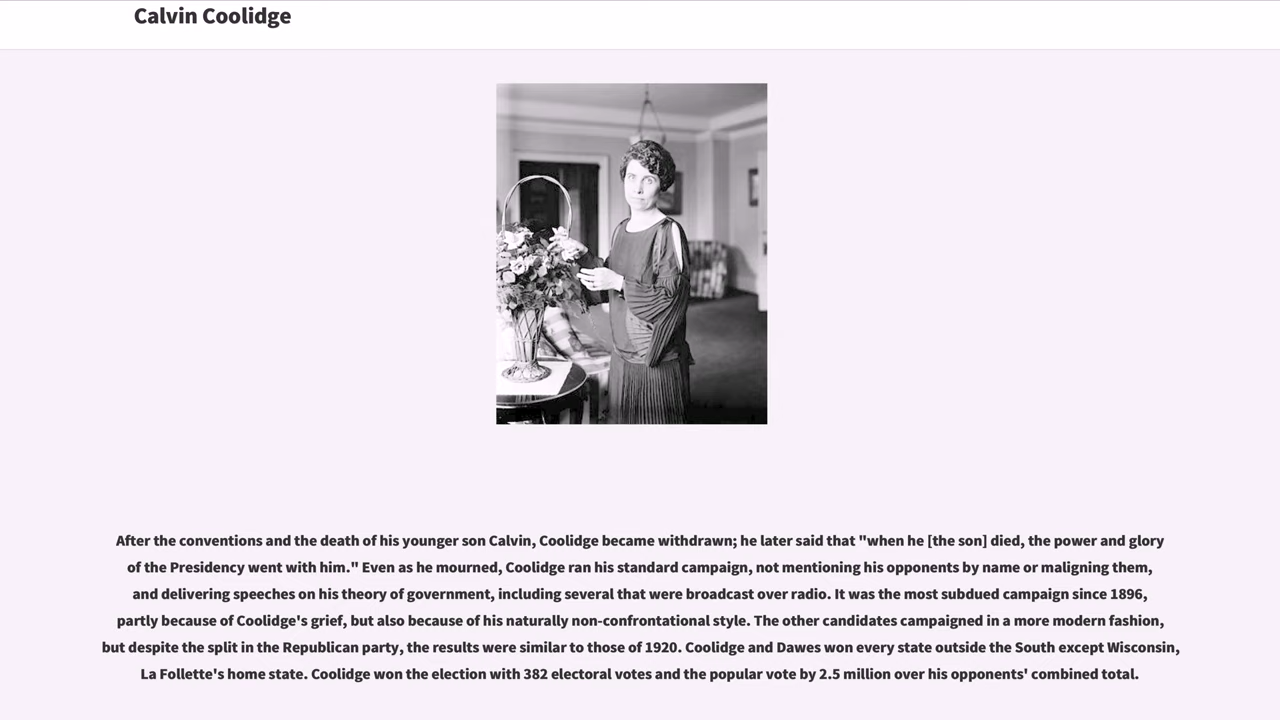 Calvin Coolidge
After the conventions and the death of his younger son Calvin, Coolidge became withdrawn; he later said that "when he [the son] died, the power and glory
of the Presidency went with him." Even as he mourned, Coolidge ran his standard campaign, not mentioning his opponents by name or maligning them,
and delivering speeches on his theory of government, including several that were broadcast over radio. It was the most subdued campaign since 1896,
partly because of Coolidge's grief, but also because of his naturally non-confrontational style. The other candidates campaigned in a more modern fashion,
but despite the split in the Republican party, the results were similar to those of 1920. Coolidge and Dawes won every state outside the South except Wisconsin,
La Follette's home state. Coolidge won the election with 382 electoral votes and the popular vote by 2.5 million over his opponents' combined total.